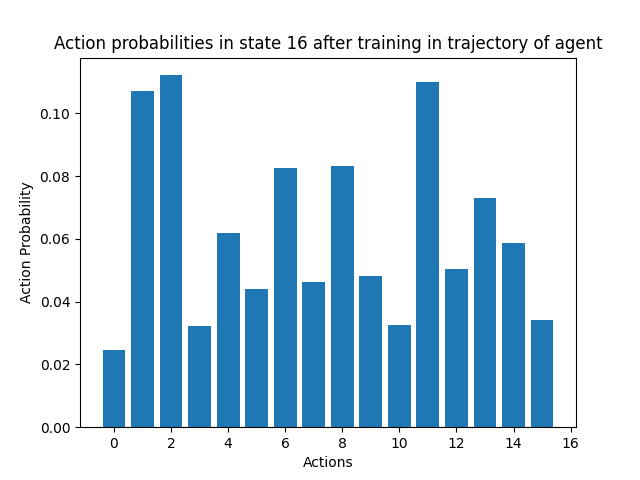 Action probabilities in state 16 after training in trajectory of agent
0.10
0.08
0.06
0.04
0.02
0.00
Action Probability
0 2 4 6 8 10 12 14 16
Actions